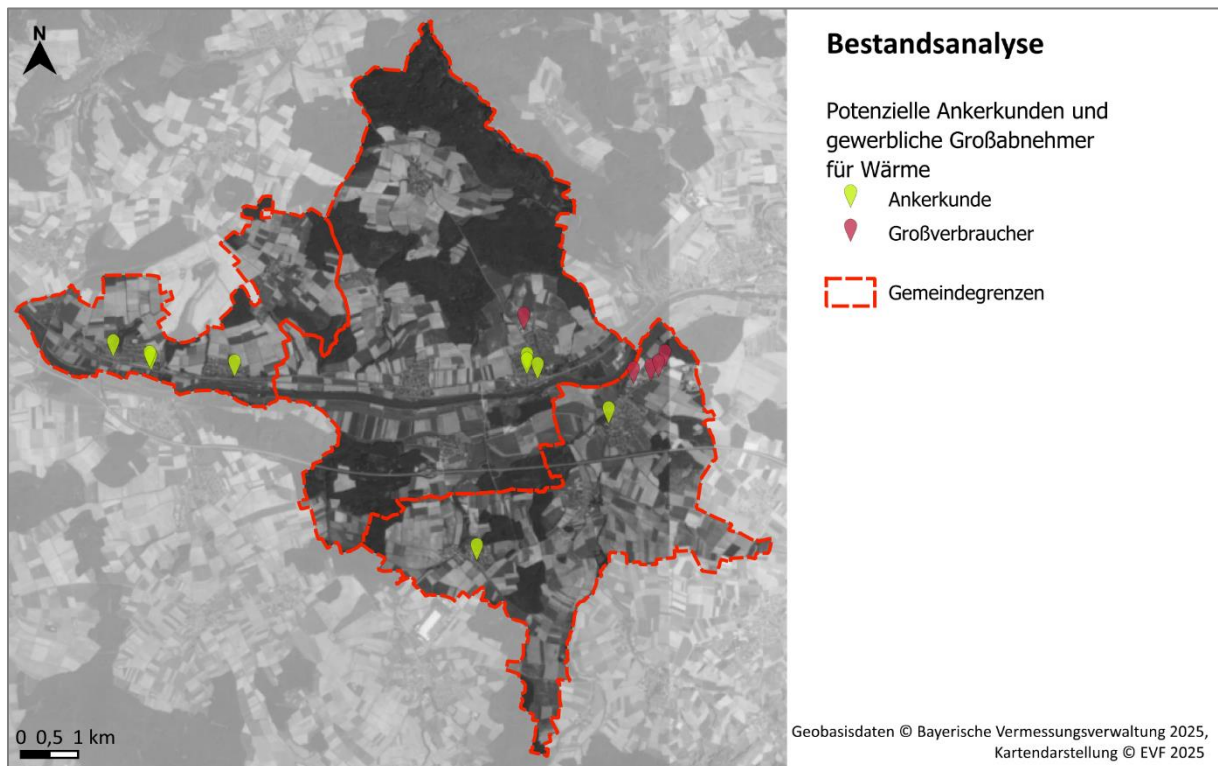 N
0 0,5 1 km
Bestandsanalyse
Potenzielle Ankerkunden und
gewerbliche Großabnehmer
für Wärme
Ankerkunde
Großverbraucher
Gemeindegrenzen
Geobasisdaten © Bayerische Vermessungsverwaltung 2025,
Kartendarstellung © EVF 2025